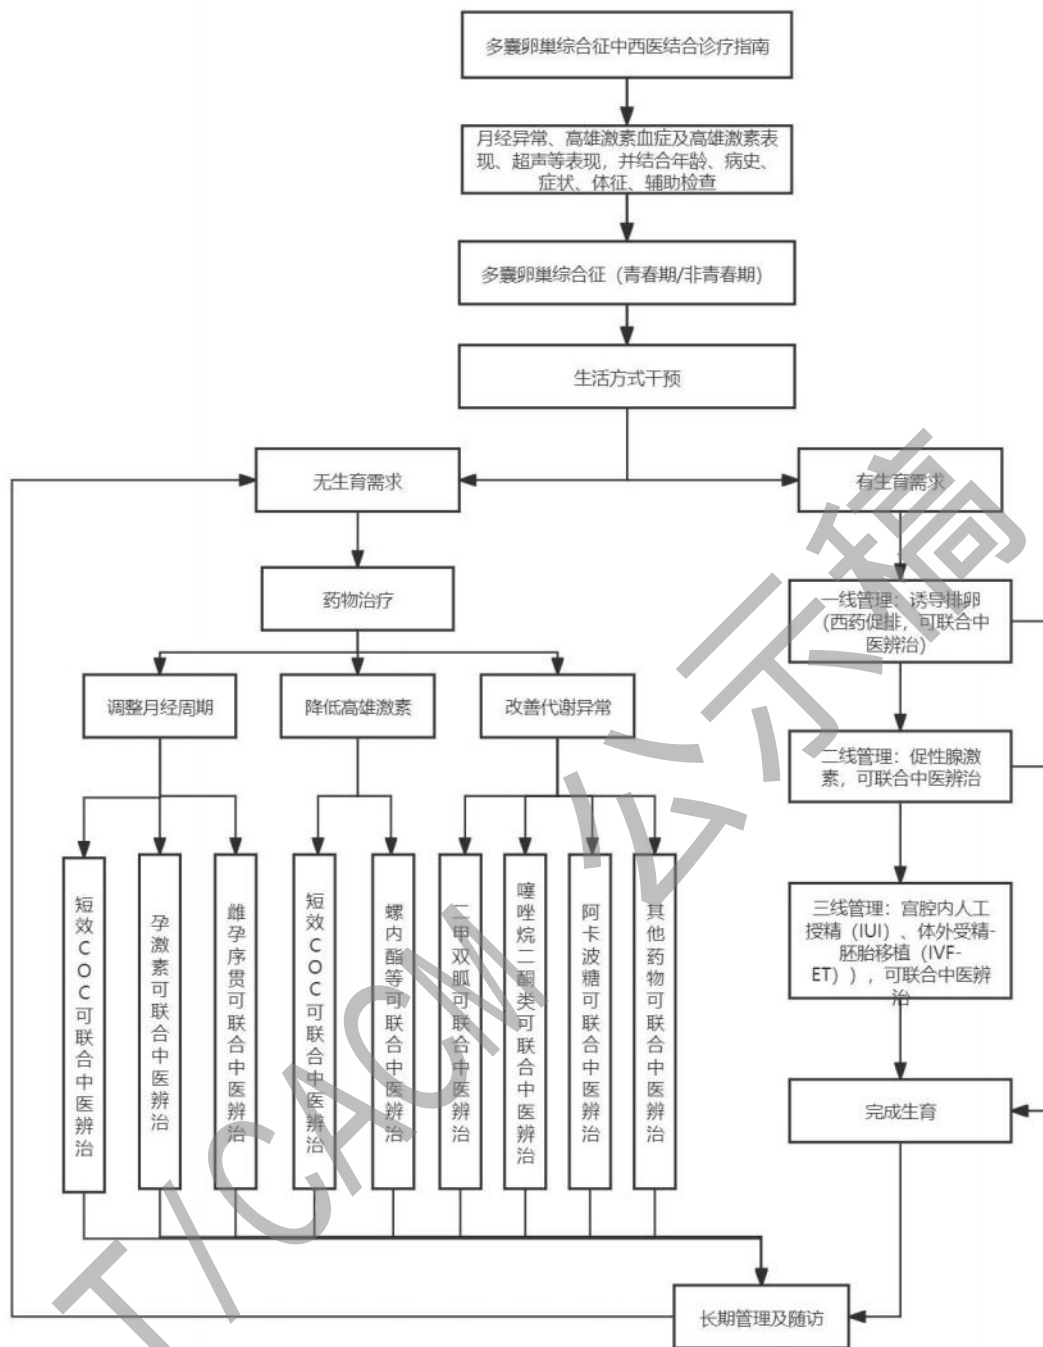 多囊卵巢综合征中西医结合诊疗指南
月经异常、高雄激素血症及高雄激素表
现、超声等表现，并结合年龄、病史、
症状、体征、辅助检查
多囊卵巢综合征（青春期/非青春期）
生活方式干预
无生育需求
有生育需求
药物治疗
一线管理：诱导排卵
（西药促排，可联合中
医辨治）
调整月经周期
降低高雄激素
改善代谢异常
二线管理：促性腺激
素，可联合中医辨治
短效COC可联合中医辨治
孕激素可联合中医辨治
雌孕序贯可联合中医辨治
短效COC可联合中医辨治
螺内酯等可联合中医辨治
二甲双胍可联合中医辨治
噻唑烷二酮类可联合中医辨治
阿卡波糖可联合中医辨治
其他药物可联合中医辨治
三线管理：宫腔内人工
授精（IUI）、体外受精-
胚胎移植（IVF-
ET）），可联合中医辨
治
完成生育
长期管理及随访
T/CACM 公示稿